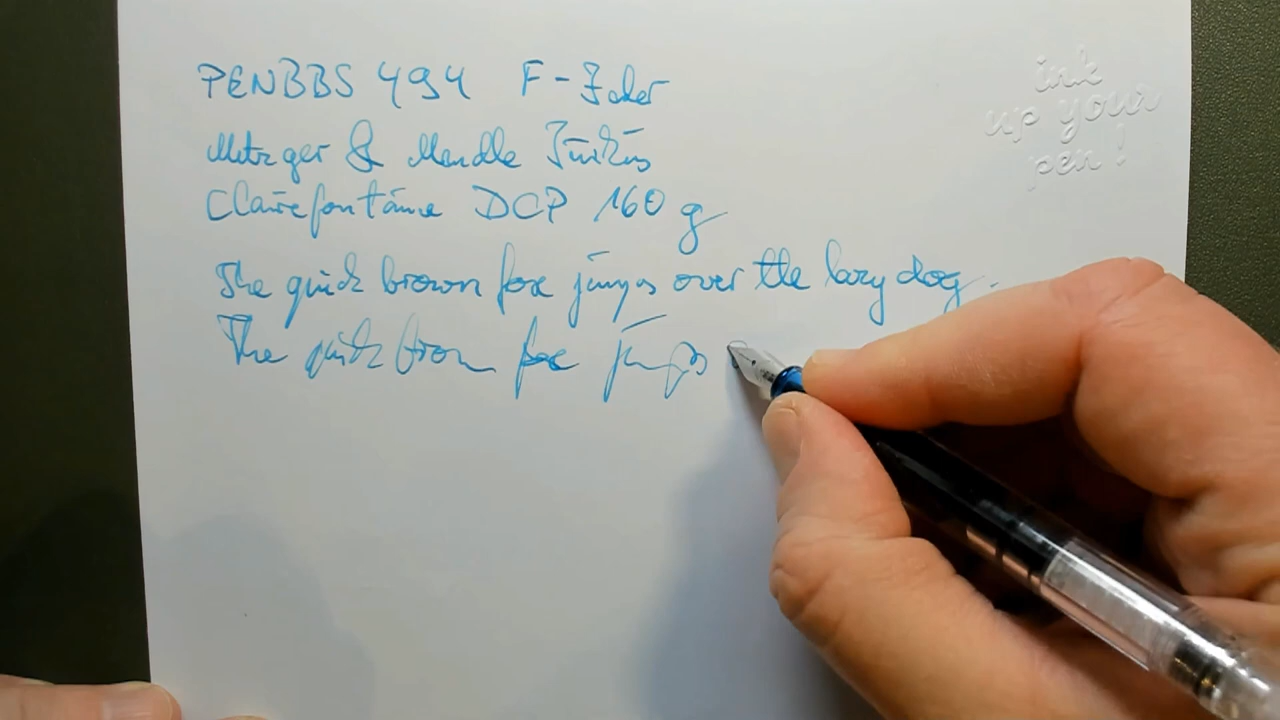 PENBBS 494 F-Feder
Metzger & Mendle Türkis
Clairefontaine DCP 160 g
The quick brown fox jumps over the lazy dog.
The quick brown fox jumps
ink
up your
pen!